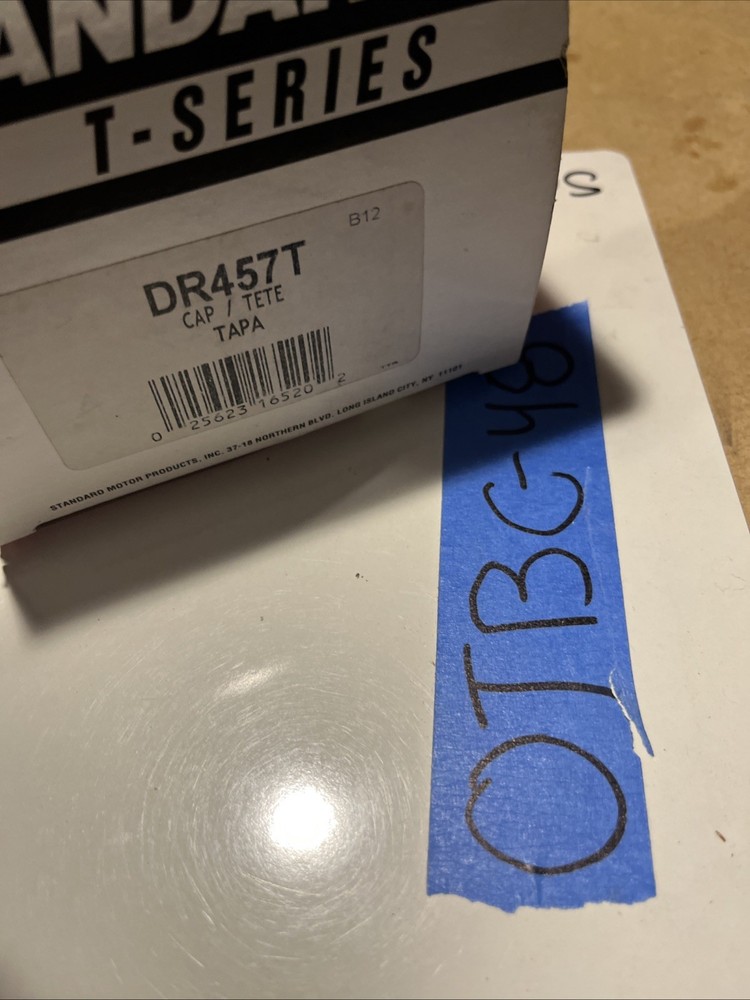 T-SERIES
B12
DR457T
CAP / TETE
TAPA
0 25623 16520 2
STANDARD MOTOR PRODUCTS, INC. 37-18 NORTHERN BLVD. LONG ISLAND CITY, NY 11101
OTBC-48
S